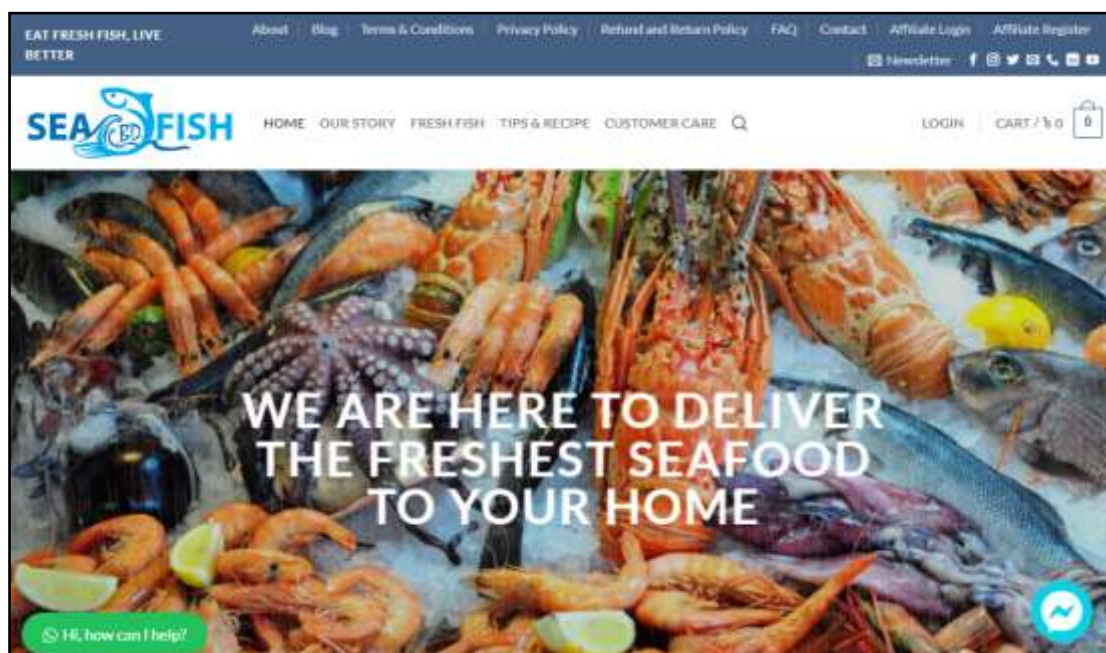 EAT FRESH FISH, LIVE
BETTER
About Blog Terms & Conditions Privacy Policy Refund and Return Policy FAQ Contact Affiliate Login Affiliate Register
Newsletter
SEA BD FISH
HOME OUR STORY FRESH FISH TIPS & RECIPE CUSTOMER CARE
LOGIN CART / ৳ 0 0
WE ARE HERE TO DELIVER
THE FRESHEST SEAFOOD
TO YOUR HOME
Hi, how can I help?